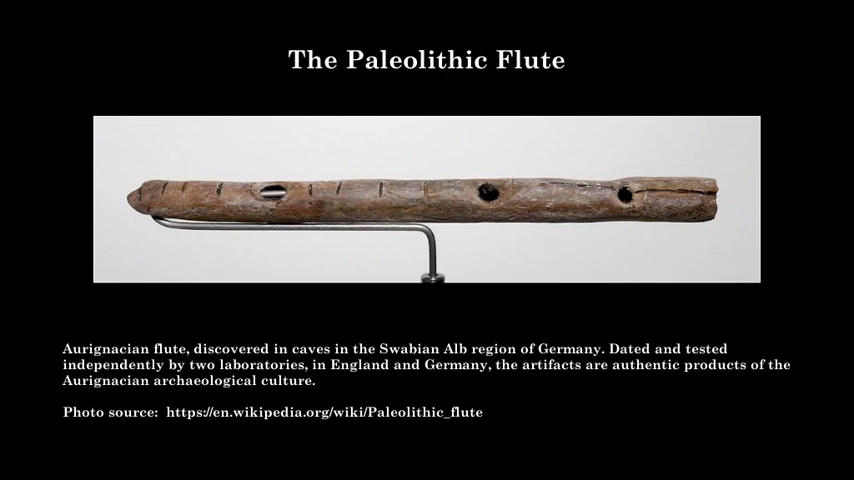 The Paleolithic Flute
Aurignacian flute, discovered in caves in the Swabian Alb region of Germany. Dated and tested
independently by two laboratories, in England and Germany, the artifacts are authentic products of the
Aurignacian archaeological culture.
Photo source: https://en.wikipedia.org/wiki/Paleolithic_flute